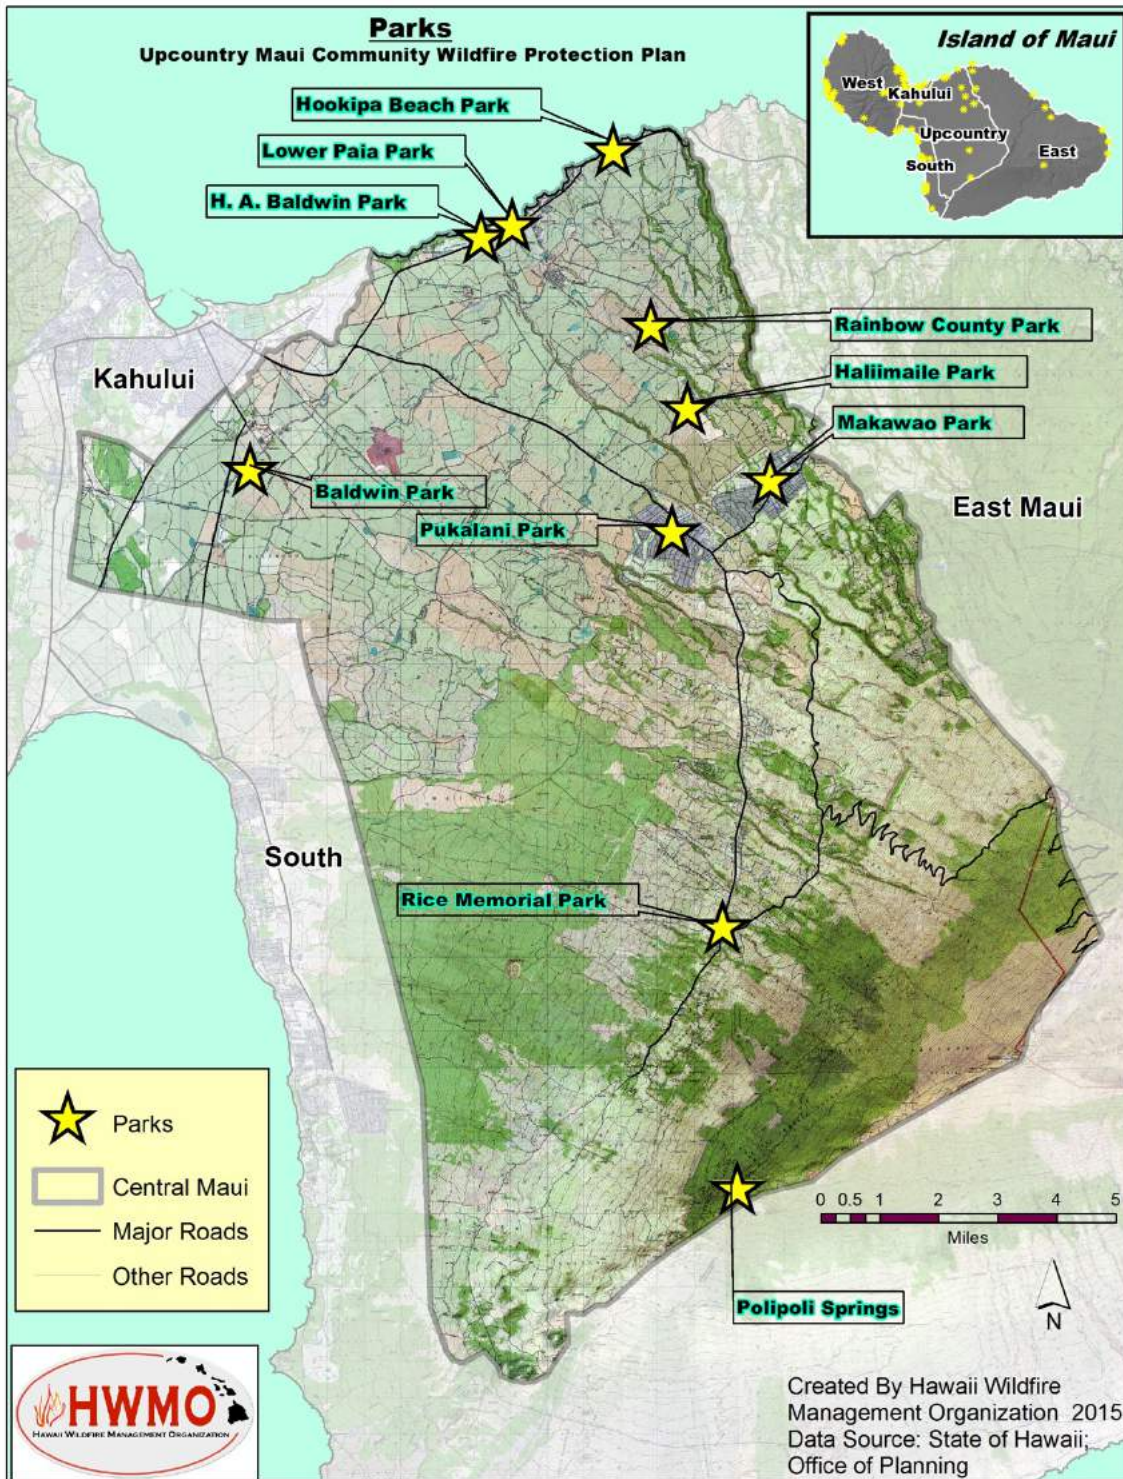 Parks
Upcountry Maui Community Wildfire Protection Plan
Island of Maui
West
Kahului
Upcountry
South
East
Hookipa Beach Park
Lower Paia Park
H. A. Baldwin Park
Rainbow County Park
Haliimaile Park
Makawao Park
Kahului
Baldwin Park
Pukalani Park
East Maui
South
Rice Memorial Park
Polipoli Springs
Parks
Central Maui
Major Roads
Other Roads
0 0.5 1 2 3 4 5
Miles
N
HWMO
HAWAII WILDFIRE MANAGEMENT ORGANIZATION
Created By Hawaii Wildfire
Management Organization 2015
Data Source: State of Hawaii;
Office of Planning